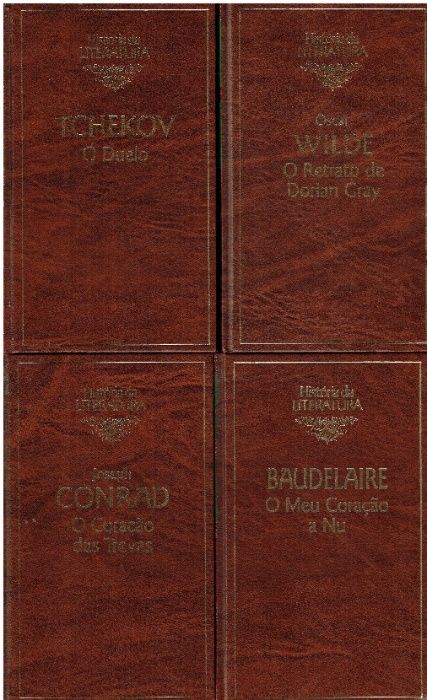 História da
LITERATURA
TCHEKOV
O Duelo
História da
LITERATURA
Oscar
WILDE
O Retrato de
Dorian Gray
História da
LITERATURA
Joseph
CONRAD
O Coração
das Trevas
História da
LITERATURA
BAUDELAIRE
O Meu Coração
a Nu